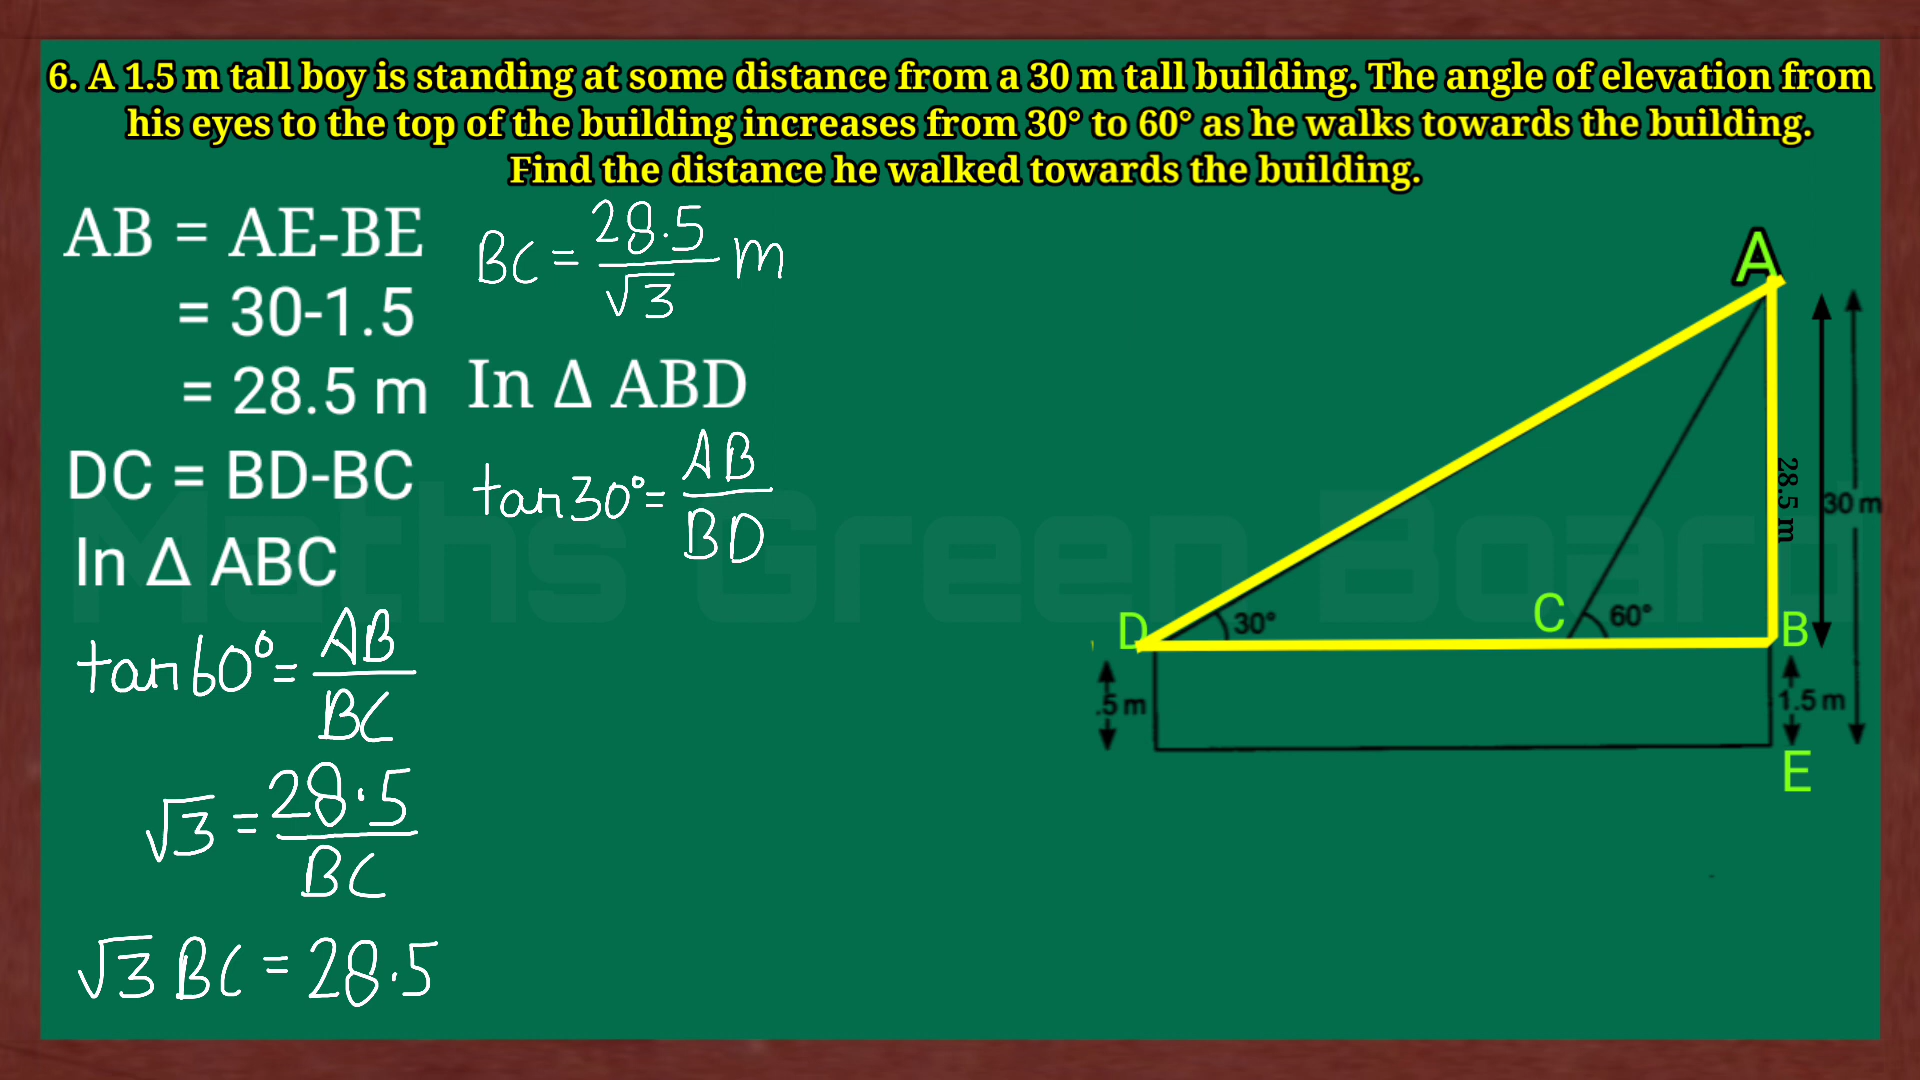 6. A 1.5 m tall boy is standing at some distance from a 30 m tall building. The angle of elevation from
his eyes to the top of the building increases from 30° to 60° as he walks towards the building.
Find the distance he walked towards the building.
AB = AE-BE
= 30-1.5
= 28.5 m
DC = BD-BC
In Δ ABC
tan60°= AB/BC
√3 = 28.5/BC
√3 BC = 28.5
BC = 28.5/√3 m
In Δ ABD
tan30°= AB/BD
A
28.5 m
30 m
D
30°
C
60°
B
.5 m
1.5 m
E
Maths Green Board